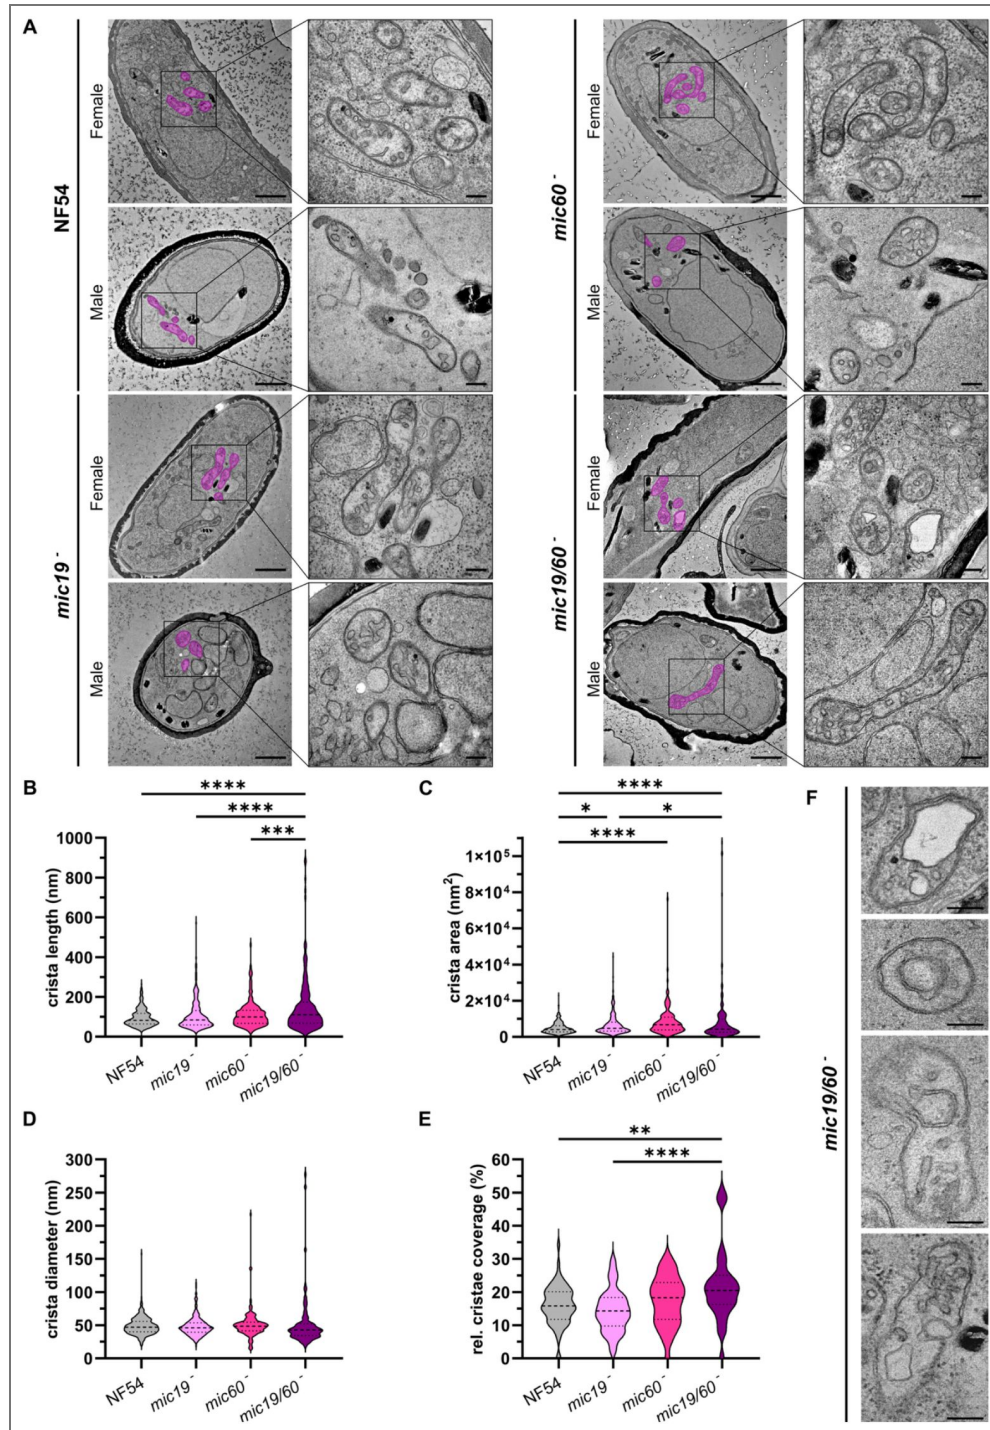 A
NF54
Female
Male
mic60⁻
Female
Male
mic19⁻
Female
Male
mic19/60⁻
Female
Male
B
****
****
***
crista length (nm)
1000
800
600
400
200
0
NF54
mic19⁻
mic60⁻
mic19/60⁻
C
****
* *
****
crista area (nm²)
1×10⁵
8×10⁴
6×10⁴
4×10⁴
2×10⁴
0
NF54
mic19⁻
mic60⁻
mic19/60⁻
D
crista diameter (nm)
300
250
200
150
100
50
0
NF54
mic19⁻
mic60⁻
mic19/60⁻
E
**
****
rel. cristae coverage (%)
60
50
40
30
20
10
0
NF54
mic19⁻
mic60⁻
mic19/60⁻
F
mic19/60⁻